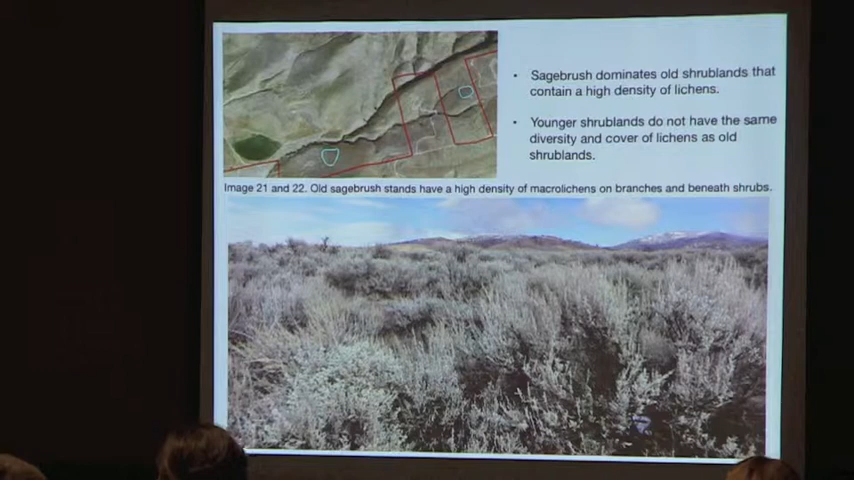 • Sagebrush dominates old shrublands that
contain a high density of lichens.
• Younger shrublands do not have the same
diversity and cover of lichens as old
shrublands.
Image 21 and 22. Old sagebrush stands have a high density of macrolichens on branches and beneath shrubs.